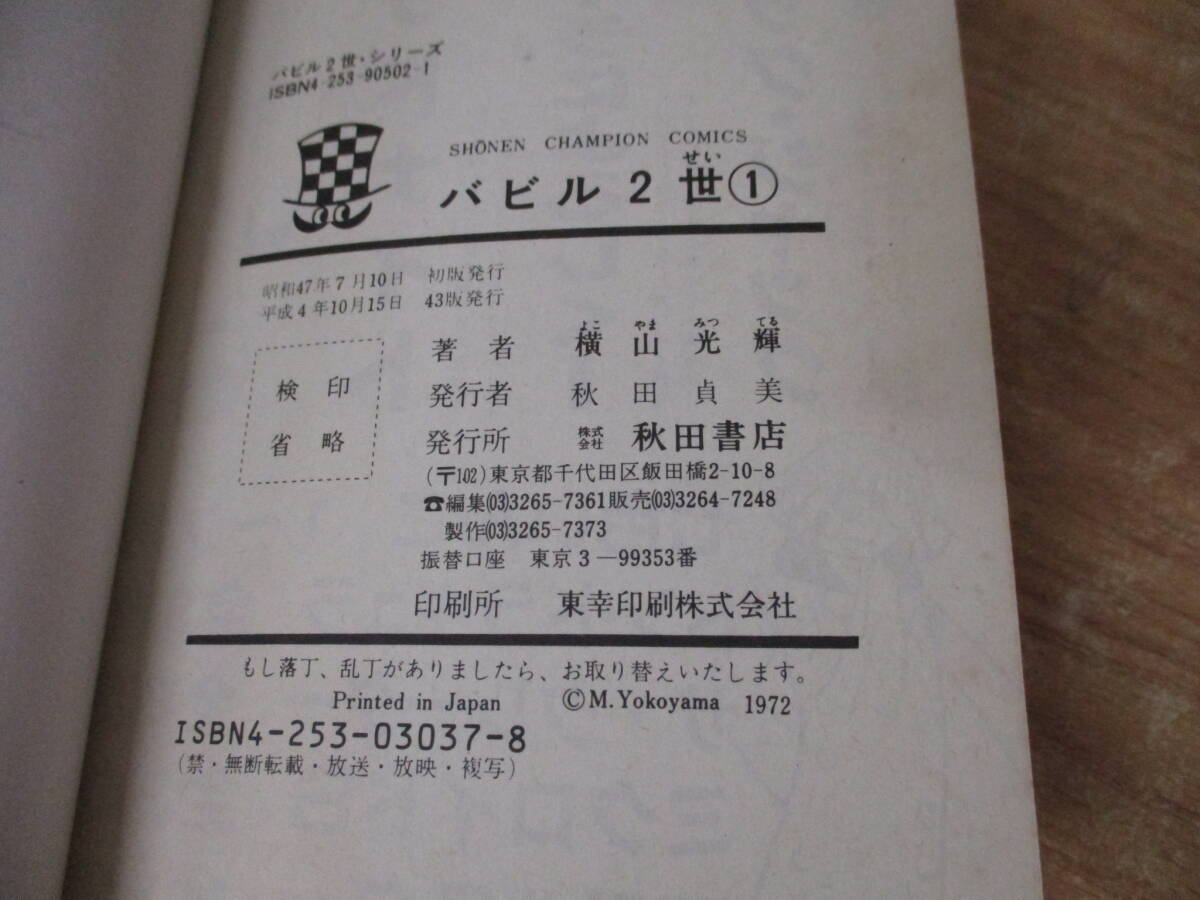 バビル2世・シリーズ
ISBN4-253-90502-1
SHŌNEN CHAMPION COMICS
せい
バビル2世①
昭和47年7月10日 初版発行
平成4年10月15日 43版発行
検印
省略
よこ やま みつ てる
著者 横山光輝
発行者 秋田貞美
発行所 株式会社 秋田書店
(〒102)東京都千代田区飯田橋2-10-8
☎編集(03)3265-7361販売(03)3264-7248
製作(03)3265-7373
振替口座 東京3-99353番
印刷所 東幸印刷株式会社
もし落丁、乱丁がありましたら、お取り替えいたします。
Printed in Japan ©M.Yokoyama 1972
ISBN4-253-03037-8
(禁・無断転載・放送・放映・複写)